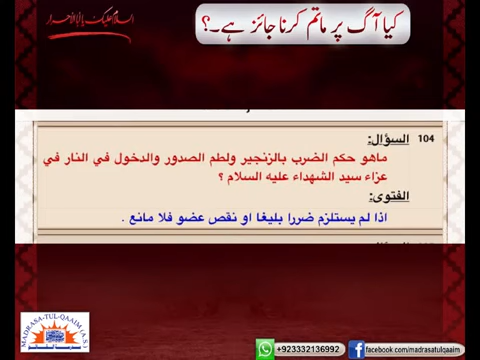 السلام علیک یا ابا الاحرار
کیا آگ پر ماتم کرنا جائز ہے۔؟
104 السؤال:
ماهو حكم الضرب بالزنجير ولطم الصدور والدخول في النار في
عزاء سيد الشهداء عليه السلام ؟
الفتوى:
اذا لم يستلزم ضررا بليغا او نقص عضو فلا مانع .
MADRASA-TUL-QAAIM (A.S.)
+923332136992
facebook.com/madrasatulqaaim